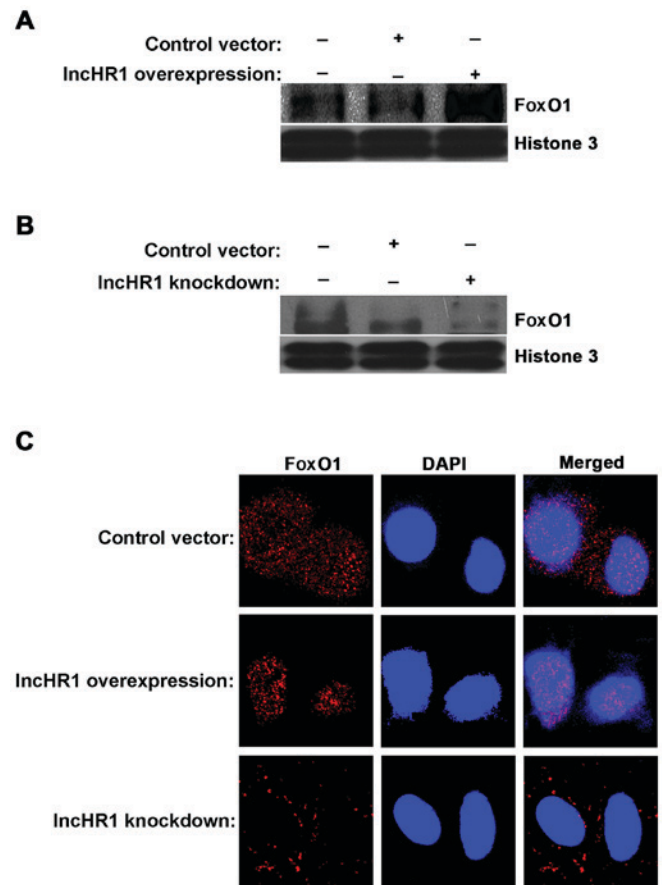 A
Control vector: – + –
lncHR1 overexpression: – – +
FoxO1
Histone 3
B
Control vector: – + –
lncHR1 knockdown: – – +
FoxO1
Histone 3
C
FoxO1 DAPI Merged
Control vector:
lncHR1 overexpression:
lncHR1 knockdown: